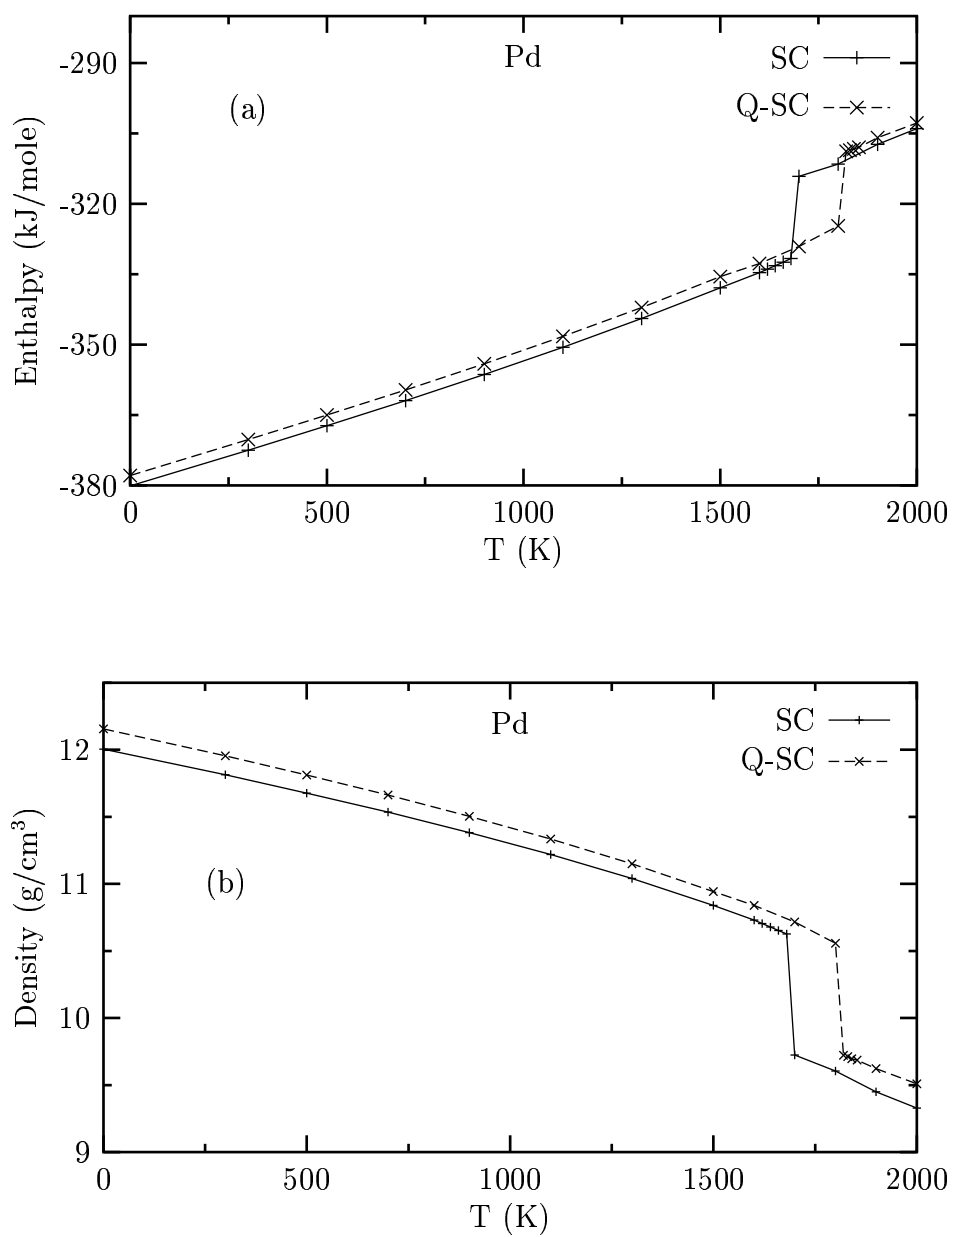 Pd
SC
Q-SC
(a)
Enthalpy (kJ/mole)
-290
-320
-350
-380
0 500 1000 1500 2000
T (K)
Pd
SC
Q-SC
(b)
Density (g/cm³)
12
11
10
9
0 500 1000 1500 2000
T (K)